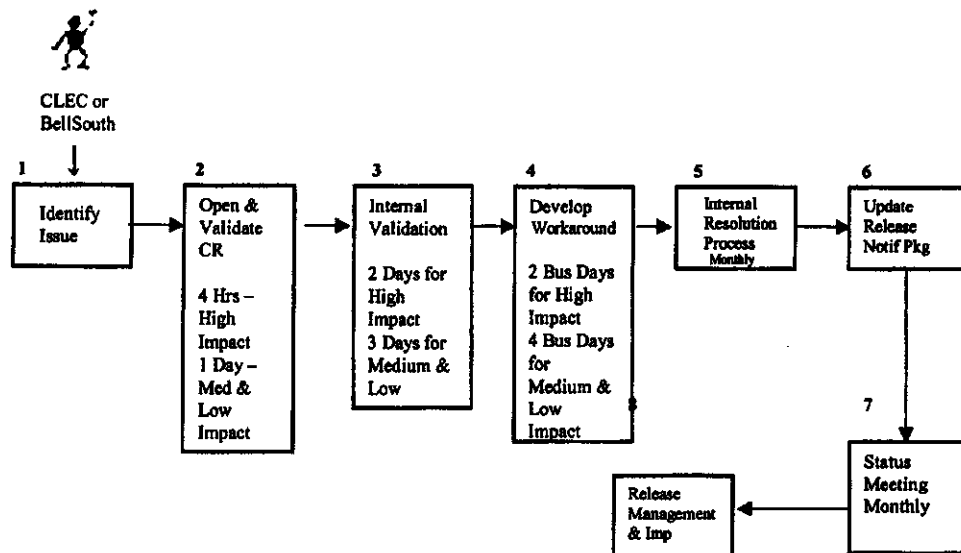 CLEC or
BellSouth
1
Identify
Issue
2
Open &
Validate
CR
4 Hrs –
High
Impact
1 Day –
Med &
Low
Impact
3
Internal
Validation
2 Days for
High
Impact
3 Days for
Medium &
Low
4
Develop
Workaround
2 Bus Days
for High
Impact
4 Bus Days
for
Medium &
Low
Impact
5
Internal
Resolution
Process
Monthly
6
Update
Release
Notif Pkg
7
Status
Meeting
Monthly
8
Release
Management
& Imp